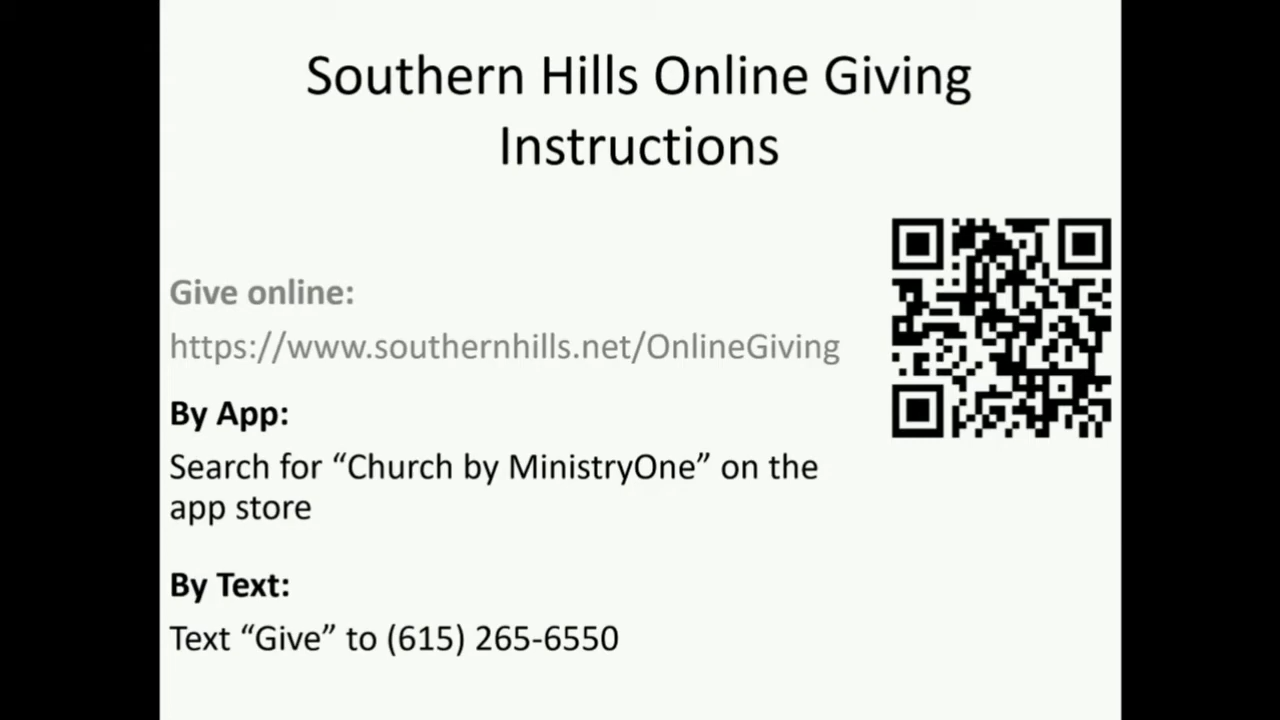 Southern Hills Online Giving
Instructions
Give online:
https://www.southernhills.net/OnlineGiving
By App:
Search for “Church by MinistryOne” on the
app store
By Text:
Text “Give” to (615) 265-6550